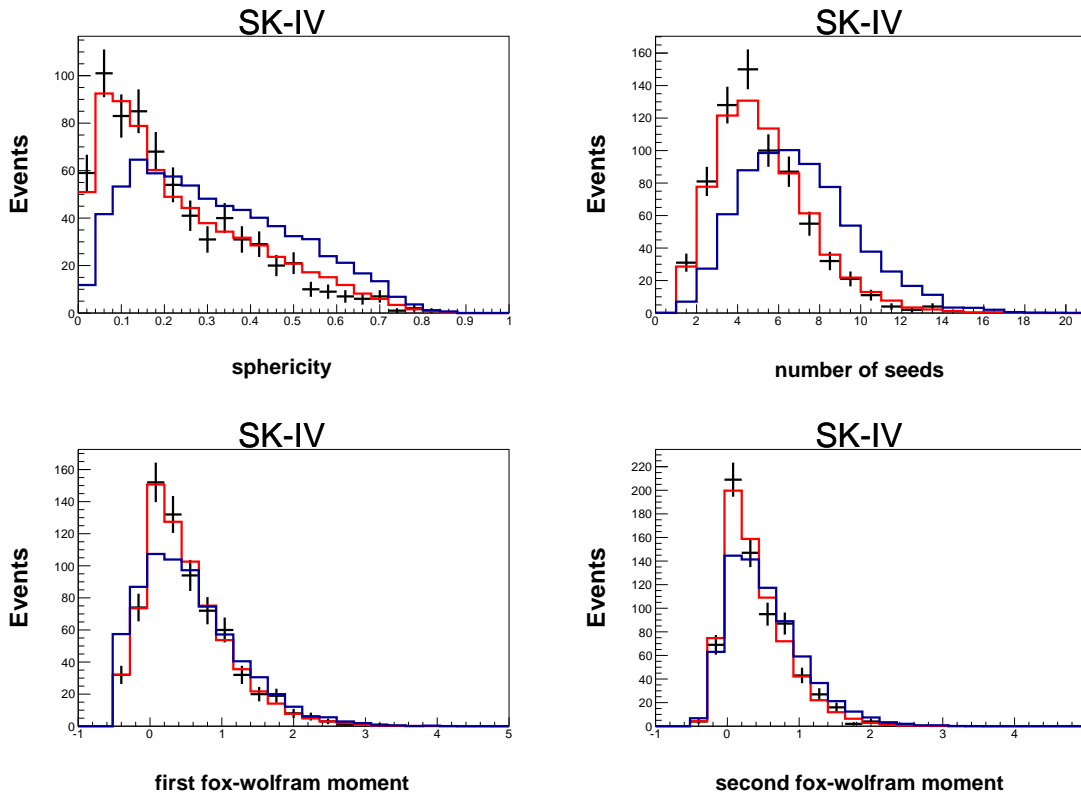 SK-IV
Events
100
80
60
40
20
0
0 0.1 0.2 0.3 0.4 0.5 0.6 0.7 0.8 0.9 1
sphericity
SK-IV
Events
160
140
120
100
80
60
40
20
0
0 2 4 6 8 10 12 14 16 18 20
number of seeds
SK-IV
Events
160
140
120
100
80
60
40
20
0
-1 0 1 2 3 4 5
first fox-wolfram moment
SK-IV
Events
220
200
180
160
140
120
100
80
60
40
20
0
-1 0 1 2 3 4
second fox-wolfram moment